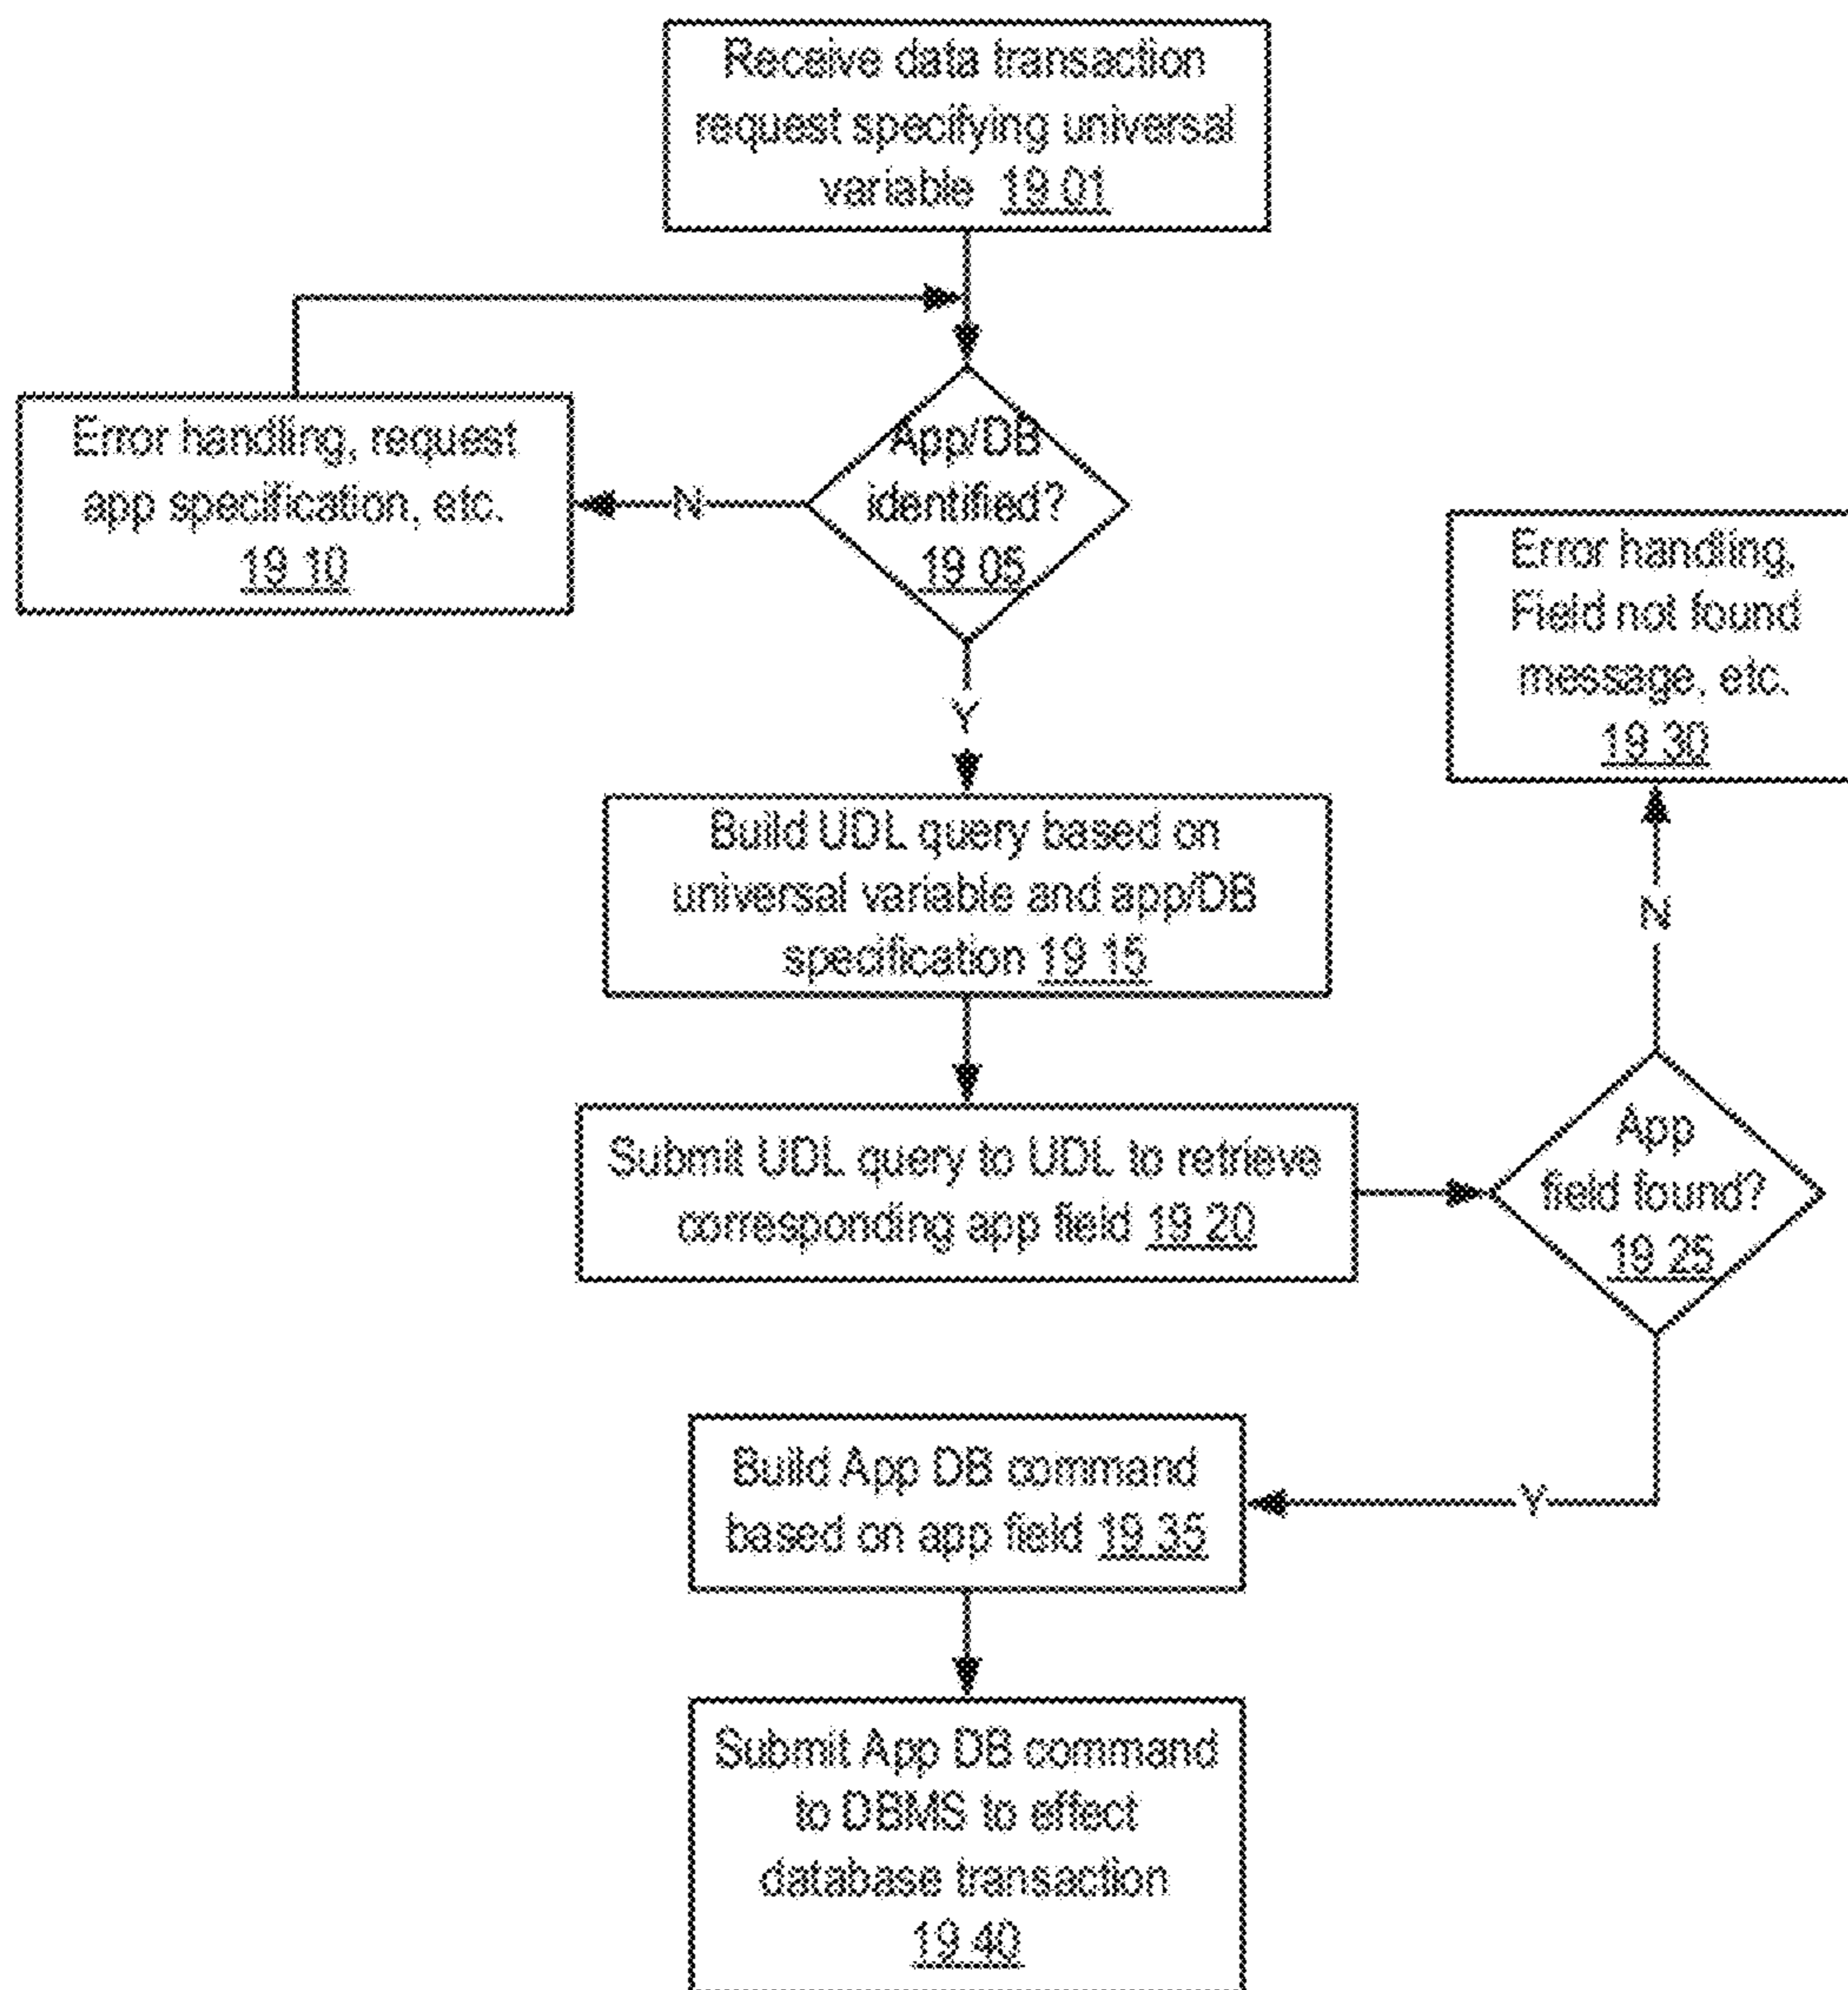 Receive data transaction
request specifying universal
variable 19.01
App/DB
identified?
19.05
N
Error handling, request
app specification, etc.
19.10
Y
Build UDL query based on
universal variable and app/DB
specification 19.15
Submit UDL query to UDL to retrieve
corresponding app field 19.20
App
field found?
19.25
N
Error handling,
Field not found
message, etc.
19.30
Y
Build App DB command
based on app field 19.35
Submit App DB command
to DBMS to effect
database transaction
19.40